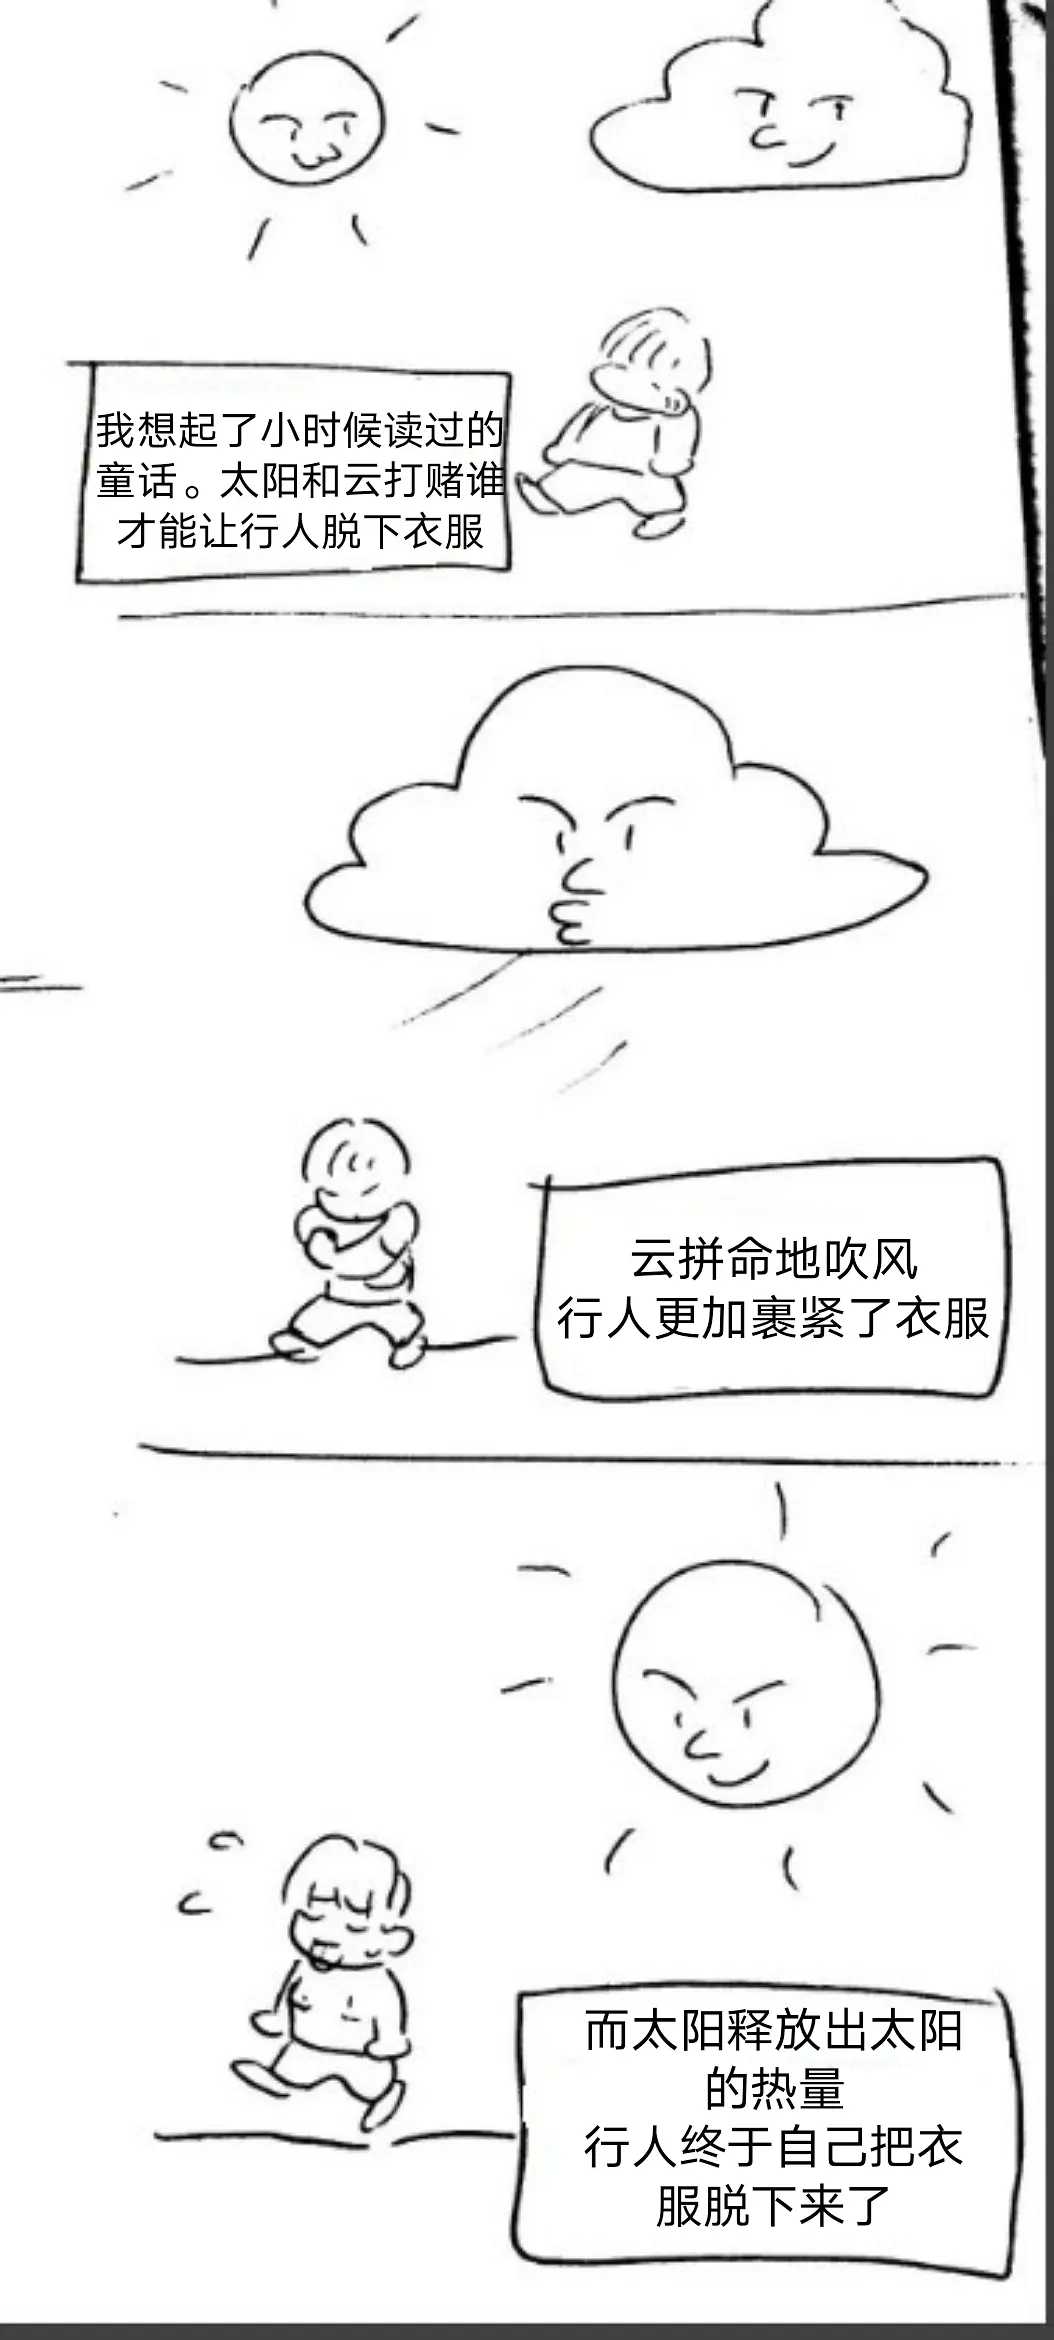 我想起了小时候读过的
童话。太阳和云打赌谁
才能让行人脱下衣服
云拼命地吹风
行人更加裹紧了衣服
而太阳释放出太阳
的热量
行人终于自己把衣
服脱下来了